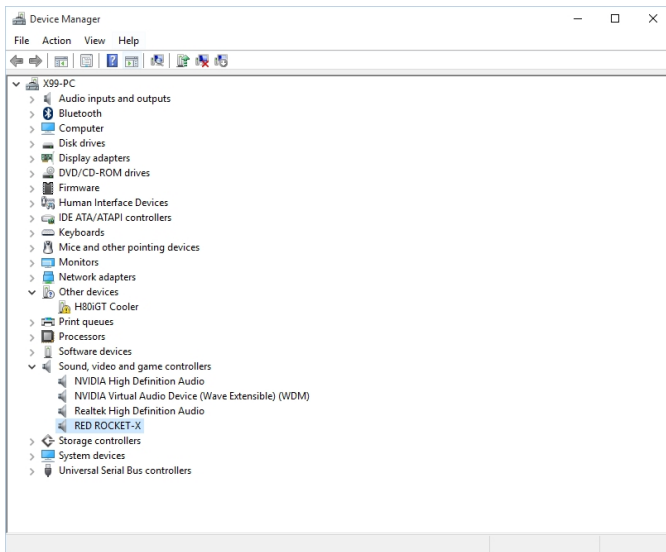 Device Manager
File Action View Help
X99-PC
Audio inputs and outputs
Bluetooth
Computer
Disk drives
Display adapters
DVD/CD-ROM drives
Firmware
Human Interface Devices
IDE ATA/ATAPI controllers
Keyboards
Mice and other pointing devices
Monitors
Network adapters
Other devices
H80iGT Cooler
Print queues
Processors
Software devices
Sound, video and game controllers
NVIDIA High Definition Audio
NVIDIA Virtual Audio Device (Wave Extensible) (WDM)
Realtek High Definition Audio
RED ROCKET-X
Storage controllers
System devices
Universal Serial Bus controllers